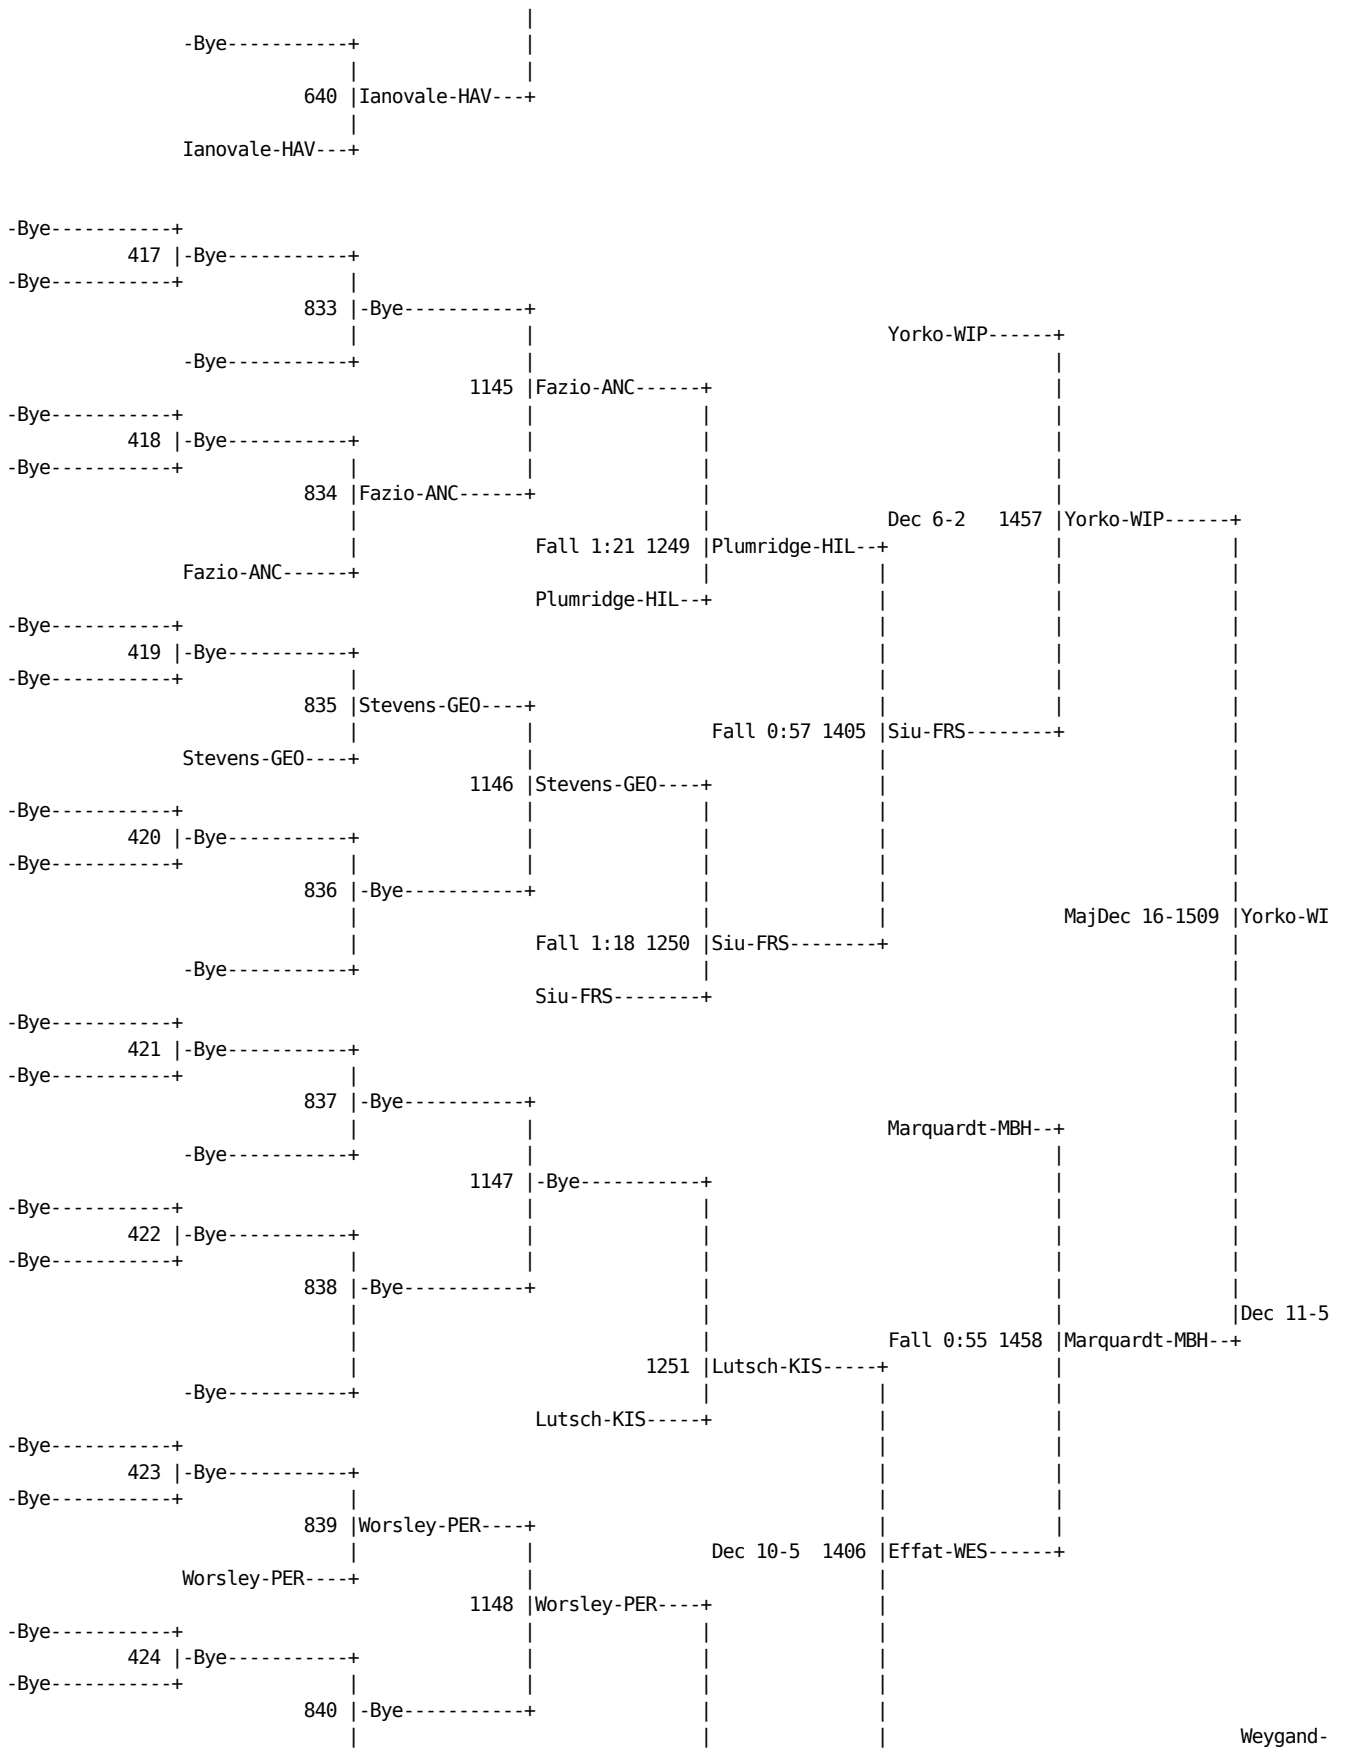 -Bye-----------+
640 |Ianovale-HAV---+
Ianovale-HAV---+
-Bye-----------+
417 |-Bye-----------+
-Bye-----------+
833 |-Bye-----------+
Yorko-WIP------+
-Bye-----------+
1145 |Fazio-ANC------+
-Bye-----------+
418 |-Bye-----------+
-Bye-----------+
834 |Fazio-ANC------+
Dec 6-2 1457 |Yorko-WIP------+
Fall 1:21 1249 |Plumridge-HIL--+
Fazio-ANC------+
Plumridge-HIL--+
-Bye-----------+
419 |-Bye-----------+
-Bye-----------+
835 |Stevens-GEO----+
Fall 0:57 1405 |Siu-FRS--------+
Stevens-GEO----+
1146 |Stevens-GEO----+
-Bye-----------+
420 |-Bye-----------+
-Bye-----------+
836 |-Bye-----------+
MajDec 16-1509 |Yorko-WI
Fall 1:18 1250 |Siu-FRS--------+
-Bye-----------+
Siu-FRS--------+
-Bye-----------+
421 |-Bye-----------+
-Bye-----------+
837 |-Bye-----------+
Marquardt-MBH--+
-Bye-----------+
1147 |-Bye-----------+
-Bye-----------+
422 |-Bye-----------+
-Bye-----------+
838 |-Bye-----------+
|Dec 11-5
Fall 0:55 1458 |Marquardt-MBH--+
1251 |Lutsch-KIS-----+
-Bye-----------+
Lutsch-KIS-----+
-Bye-----------+
423 |-Bye-----------+
-Bye-----------+
839 |Worsley-PER----+
Dec 10-5 1406 |Effat-WES------+
Worsley-PER----+
1148 |Worsley-PER----+
-Bye-----------+
424 |-Bye-----------+
-Bye-----------+
840 |-Bye-----------+
Weygand-